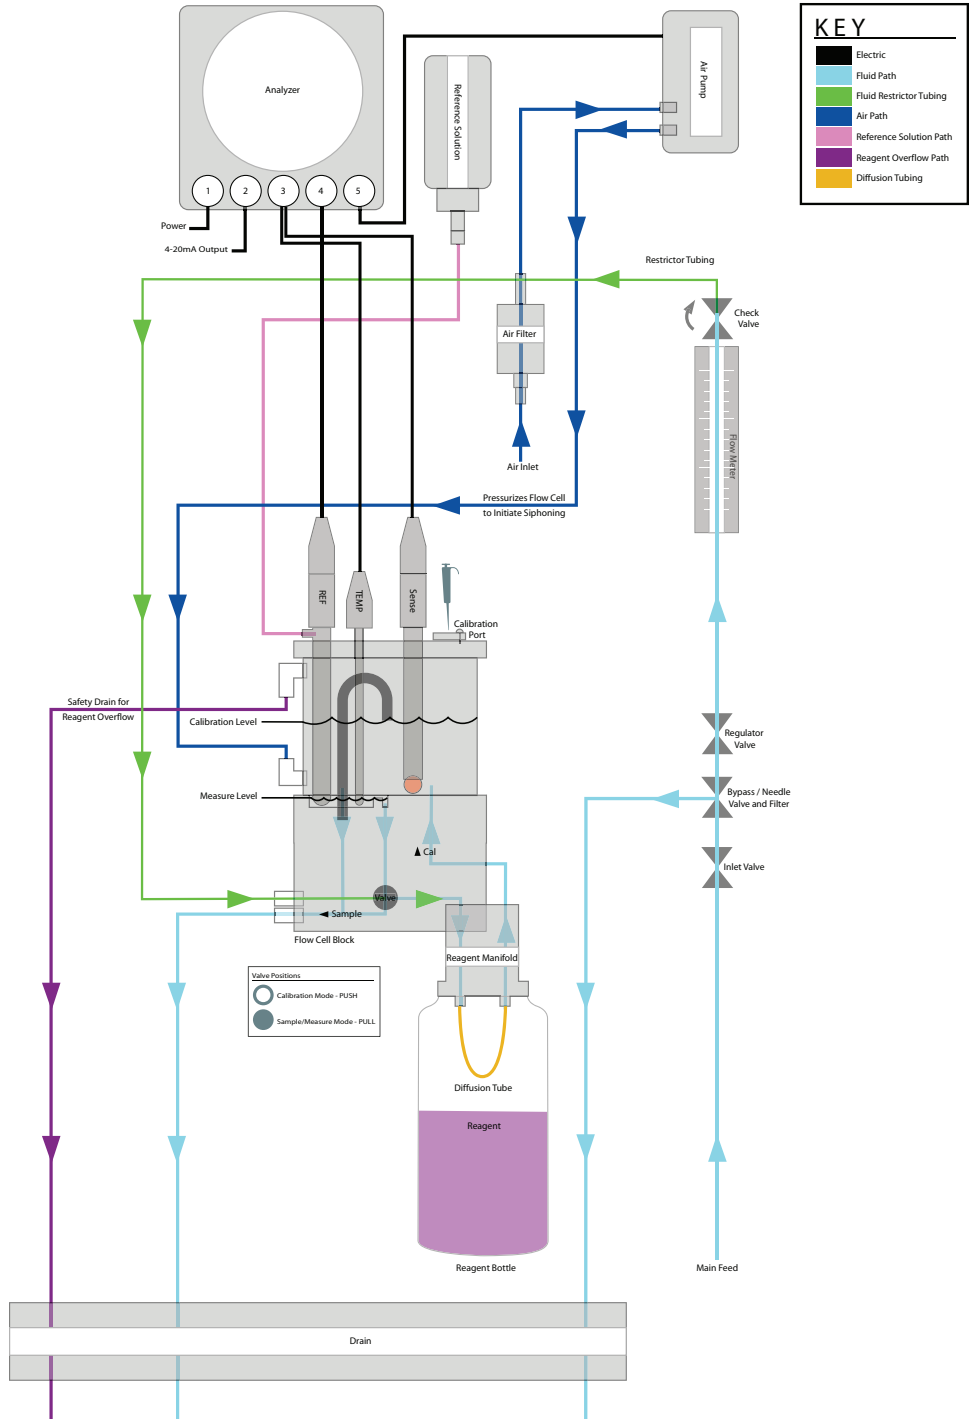 KEY
Electric
Fluid Path
Fluid Restrictor Tubing
Air Path
Reference Solution Path
Reagent Overflow Path
Diffusion Tubing
Analyzer
Reference Solution
Air Pump
1 2 3 4 5
Power
4-20mA Output
Restrictor Tubing
Check
Valve
Air Filter
Flow Meter
Air Inlet
Pressurizes Flow Cell
to Initiate Siphoning
REF
TEMP
Sense
Calibration
Port
Safety Drain for
Reagent Overflow
Calibration Level
Regulator
Valve
Measure Level
Bypass / Needle
Valve and Filter
Cal
Inlet Valve
Valve
Sample
Flow Cell Block
Reagent Manifold
Valve Positions
Calibration Mode - PUSH
Sample/Measure Mode - PULL
Diffusion Tube
Reagent
Reagent Bottle
Main Feed
Drain